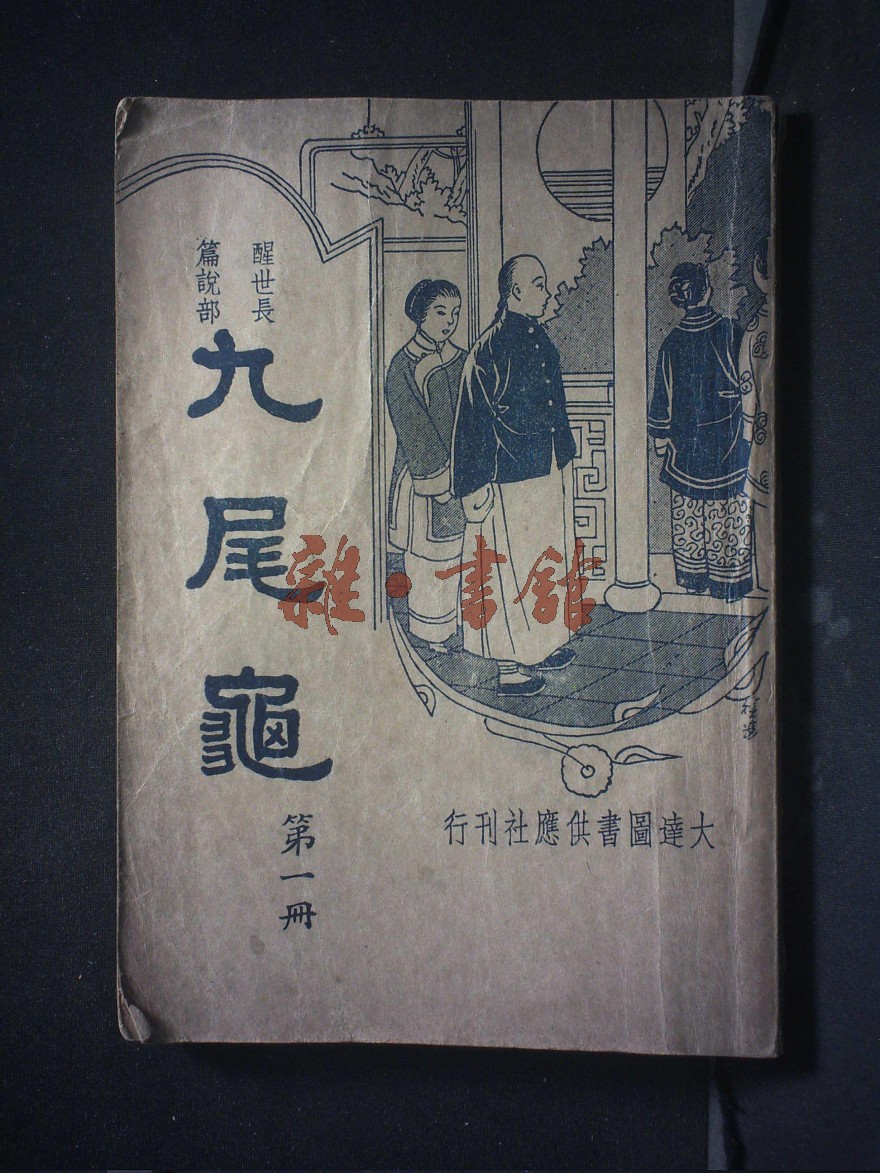 醒世長
篇說部
九尾龜
第一冊
大達圖書供應社刊行
雜·書館